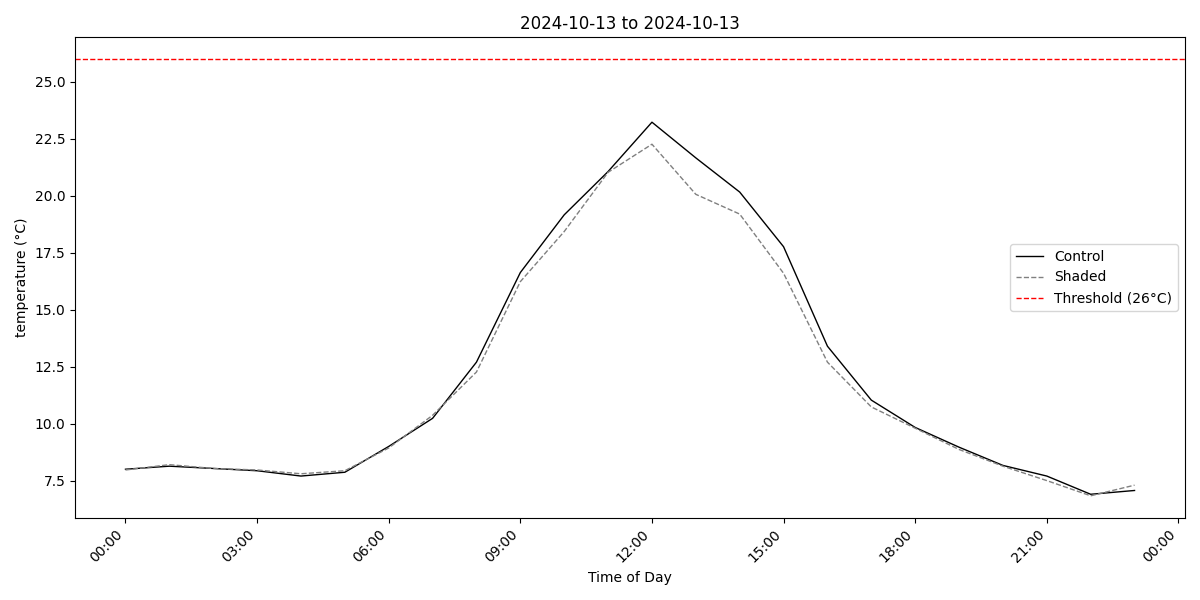 2024-10-13 to 2024-10-13
temperature (°C)
25.0
22.5
20.0
17.5
15.0
12.5
10.0
7.5
Control
Shaded
Threshold (26°C)
00:00
03:00
06:00
09:00
12:00
15:00
18:00
21:00
00:00
Time of Day